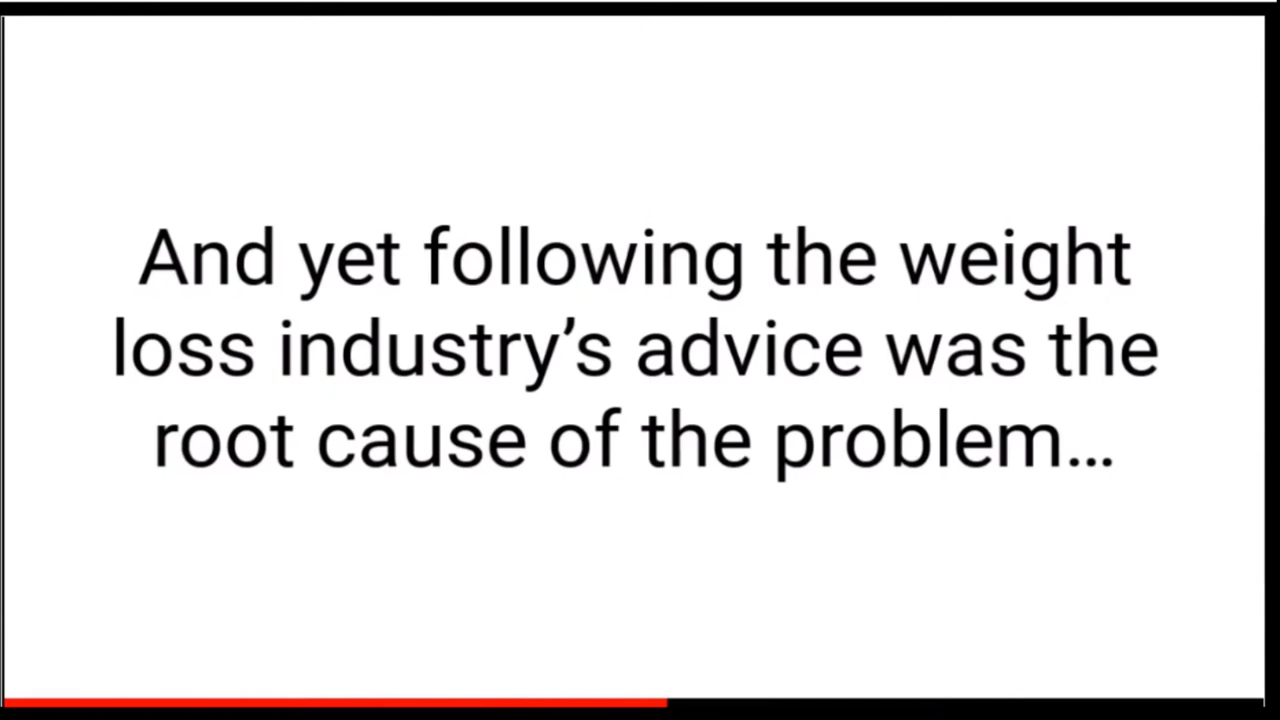 And yet following the weight
loss industry’s advice was the
root cause of the problem…